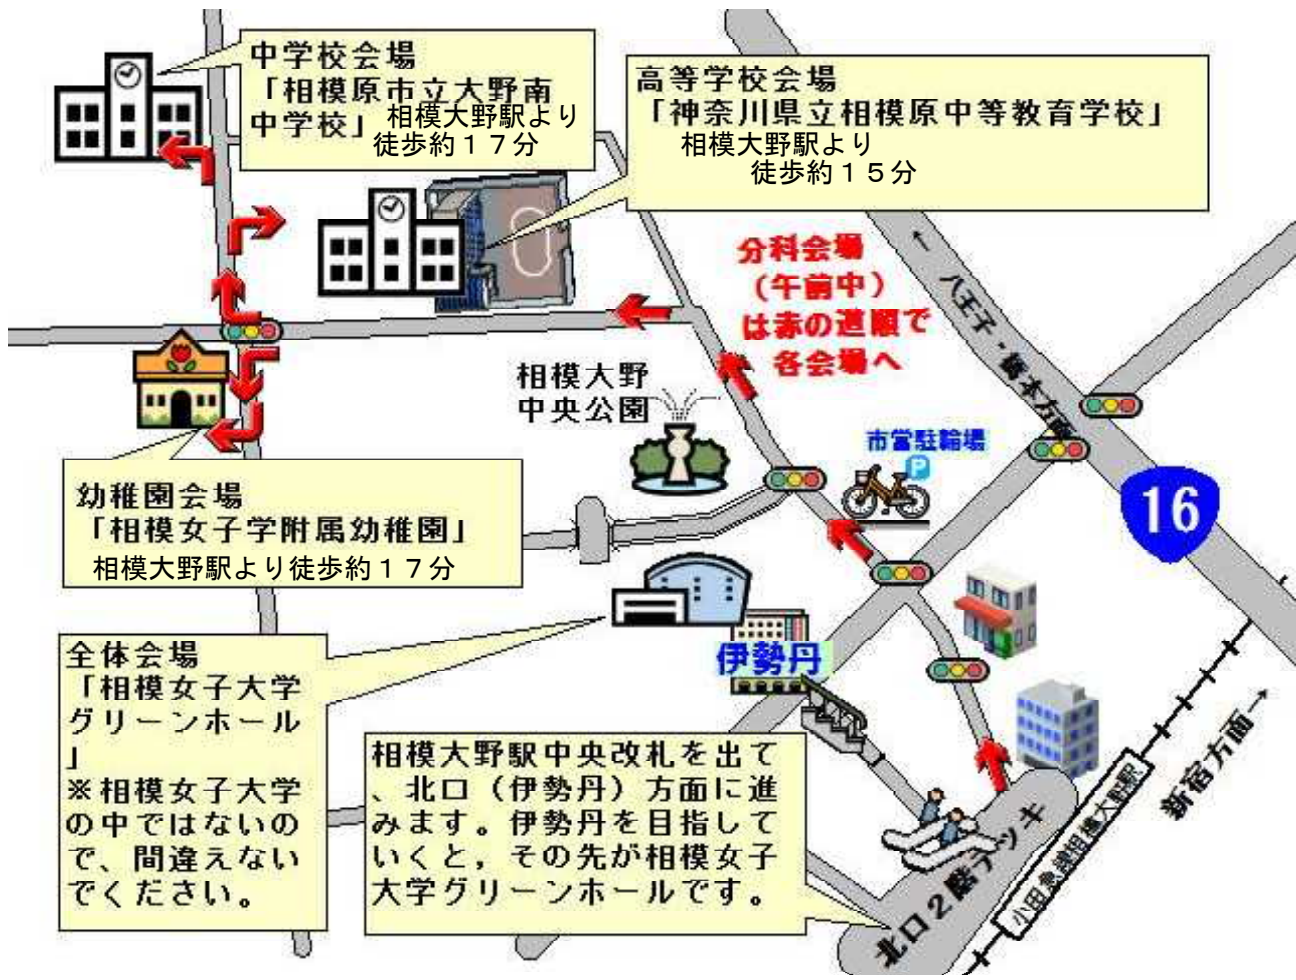 中学校会場
「相模原市立大野南
中学校」
相模大野駅より
徒歩約１７分
高等学校会場
「神奈川県立相模原中等教育学校」
相模大野駅より
徒歩約１５分
分科会場
（午前中）
は赤の道順で
各会場へ
←八王子・橋本方面
相模大野
中央公園
市営駐輪場
P
16
幼稚園会場
「相模女子学附属幼稚園」
相模大野駅より徒歩約１７分
伊勢丹
全体会場
「相模女子大学
グリーンホール
」
※相模女子大学
の中ではないの
で、間違えない
でください。
相模大野駅中央改札を出て
、北口（伊勢丹）方面に進
みます。伊勢丹を目指して
いくと，その先が相模女子
大学グリーンホールです。
北口２階デッキ
小田急線相模大野駅
新宿方面→